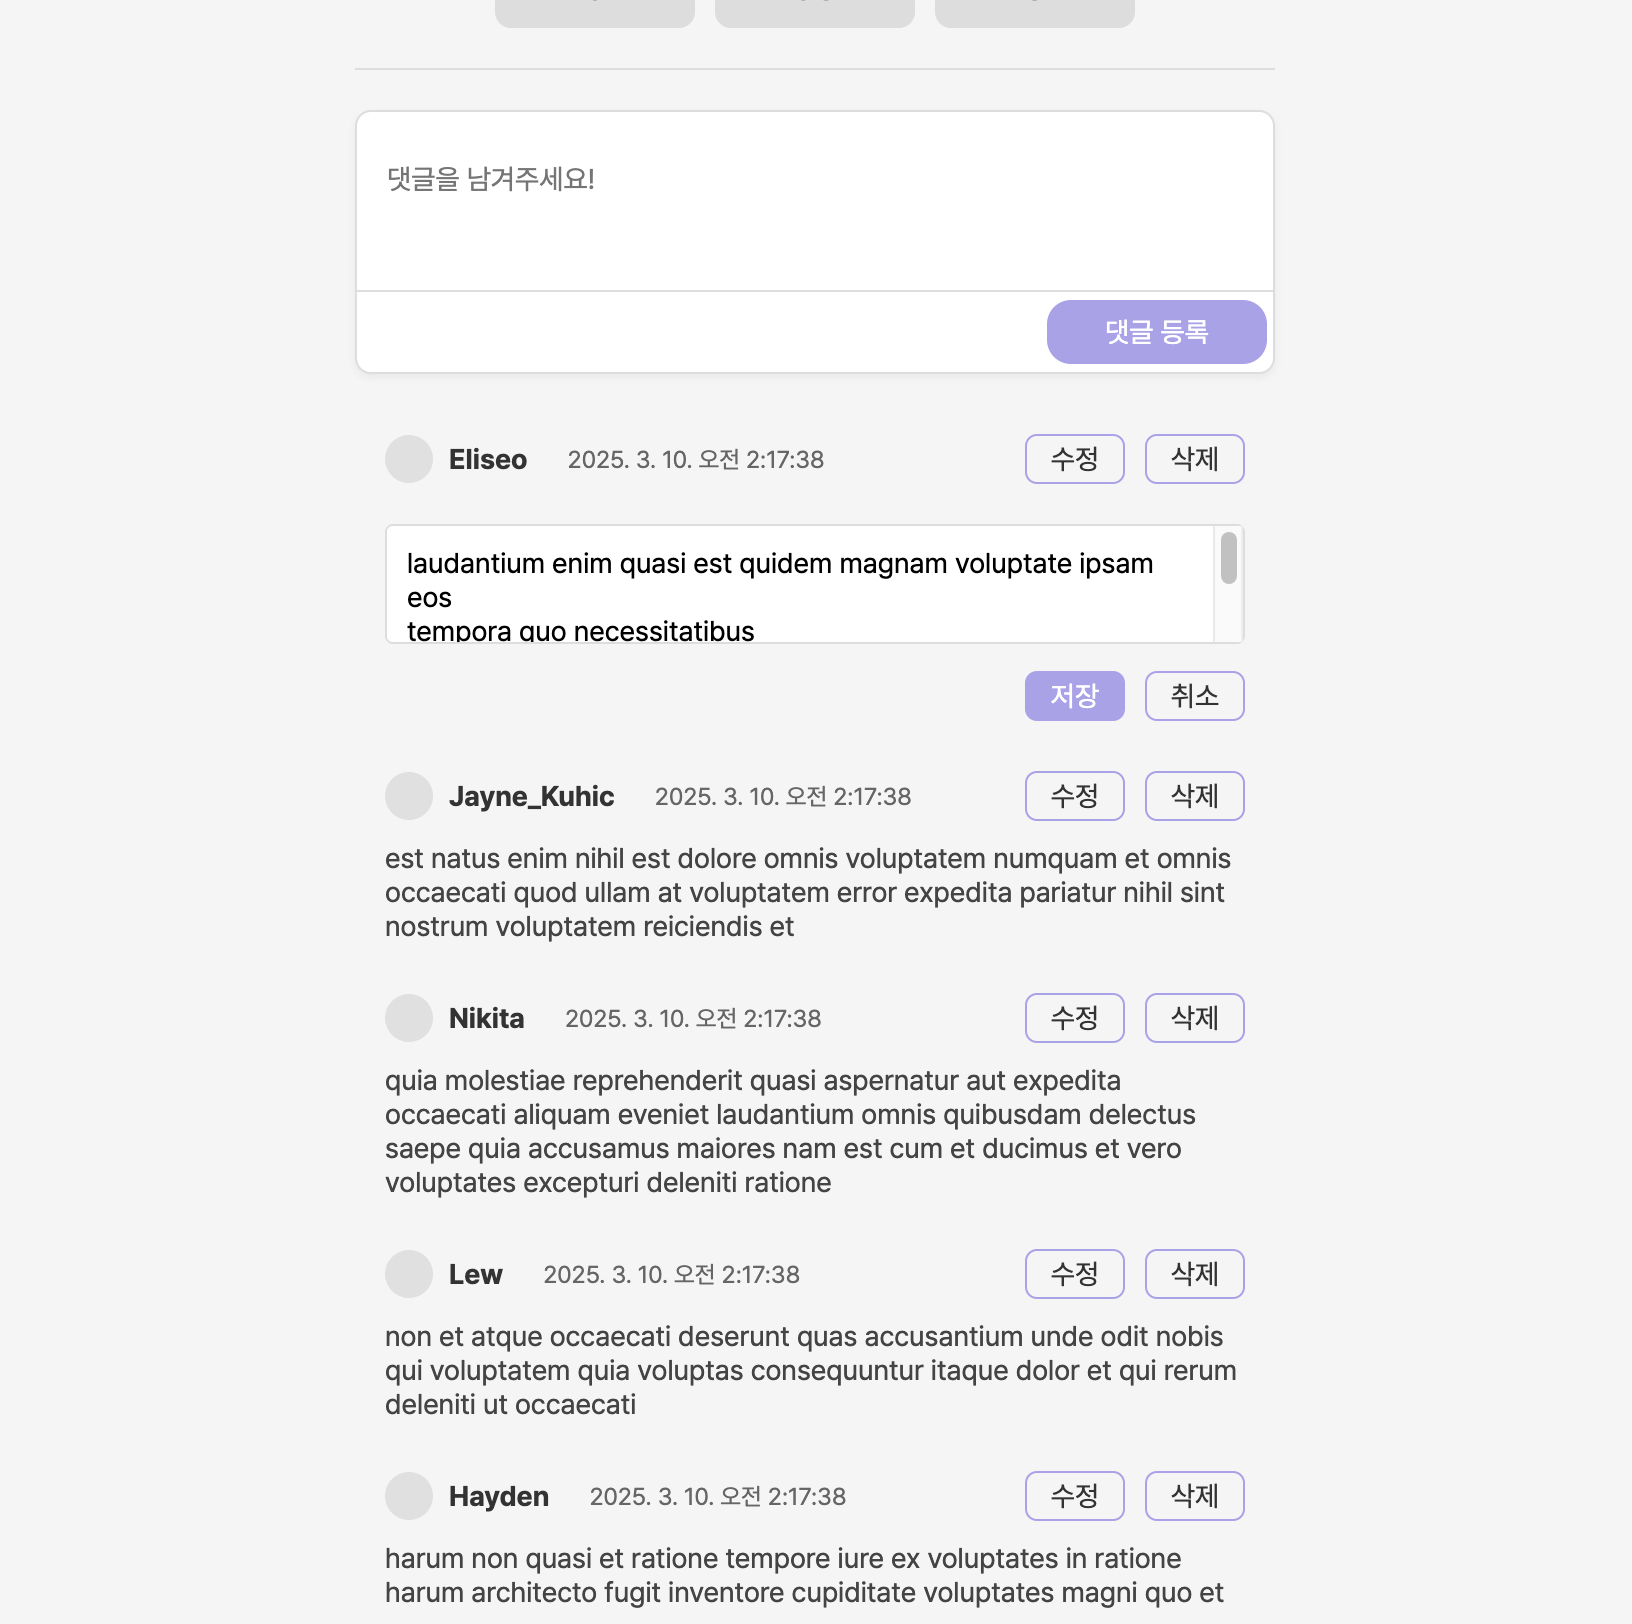 댓글을 남겨주세요!
댓글 등록
Eliseo 2025. 3. 10. 오전 2:17:38 수정 삭제
laudantium enim quasi est quidem magnam voluptate ipsam
eos
tempora quo necessitatibus
저장 취소
Jayne_Kuhic 2025. 3. 10. 오전 2:17:38 수정 삭제
est natus enim nihil est dolore omnis voluptatem numquam et omnis
occaecati quod ullam at voluptatem error expedita pariatur nihil sint
nostrum voluptatem reiciendis et
Nikita 2025. 3. 10. 오전 2:17:38 수정 삭제
quia molestiae reprehenderit quasi aspernatur aut expedita
occaecati aliquam eveniet laudantium omnis quibusdam delectus
saepe quia accusamus maiores nam est cum et ducimus et vero
voluptates excepturi deleniti ratione
Lew 2025. 3. 10. 오전 2:17:38 수정 삭제
non et atque occaecati deserunt quas accusantium unde odit nobis
qui voluptatem quia voluptas consequuntur itaque dolor et qui rerum
deleniti ut occaecati
Hayden 2025. 3. 10. 오전 2:17:38 수정 삭제
harum non quasi et ratione tempore iure ex voluptates in ratione
harum architecto fugit inventore cupiditate voluptates magni quo et